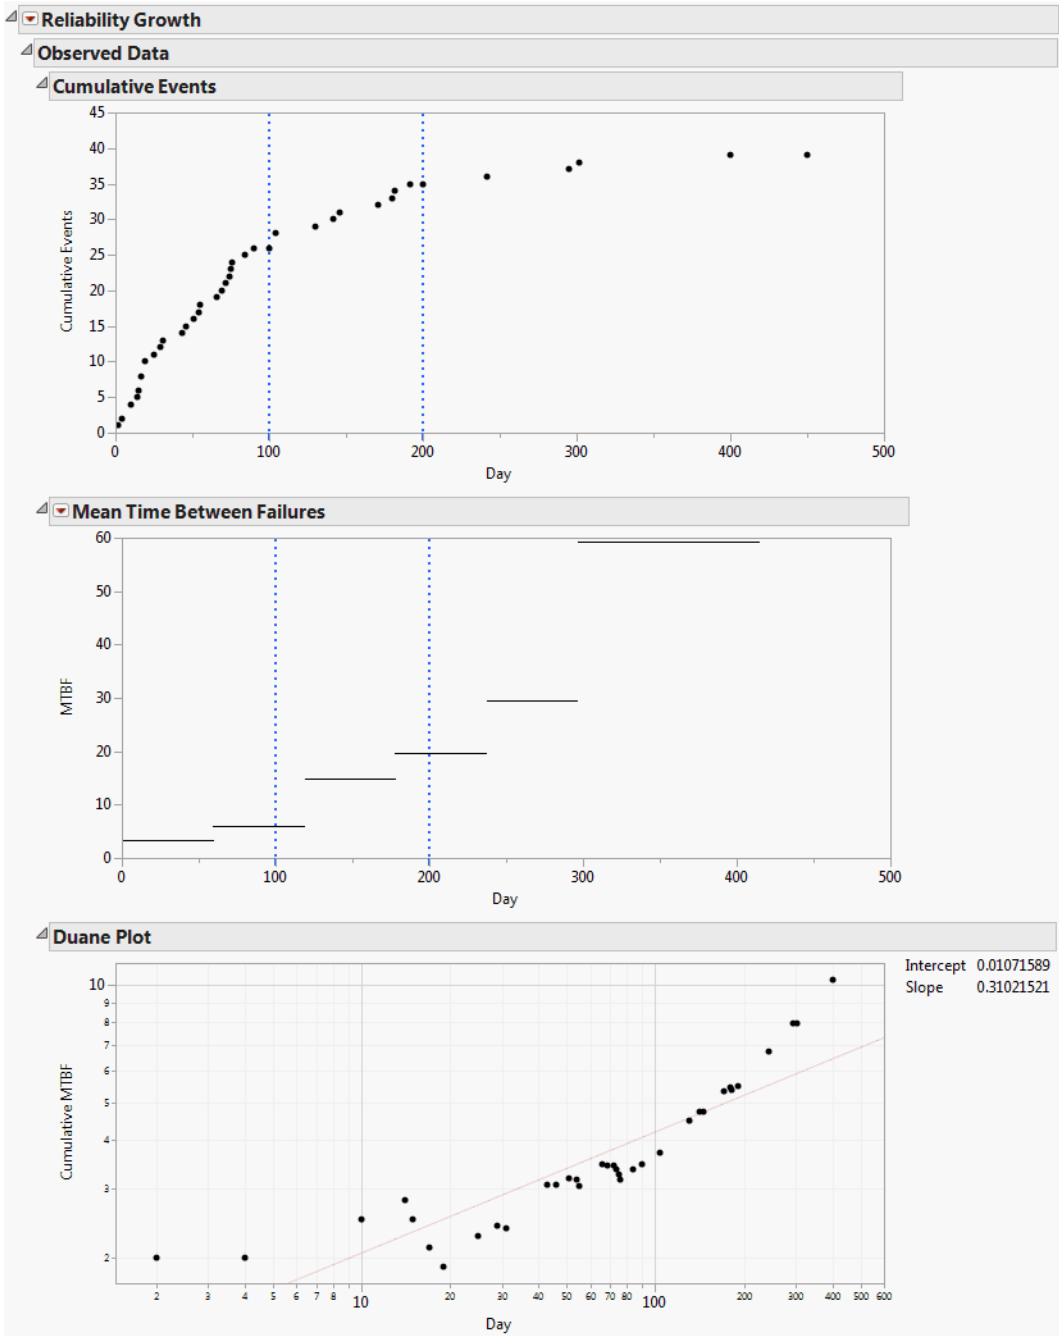 Reliability Growth
Observed Data
Cumulative Events
45
40
35
30
25
20
15
10
5
0
Cumulative Events
0 100 200 300 400 500
Day
Mean Time Between Failures
60
50
40
30
20
10
0
MTBF
0 100 200 300 400 500
Day
Duane Plot
Intercept 0.01071589
Slope 0.31021521
10
9
8
7
6
5
4
3
2
Cumulative MTBF
2 3 4 5 6 7 8 10 20 30 40 50 60 70 80 100 200 300 400 500 600
Day